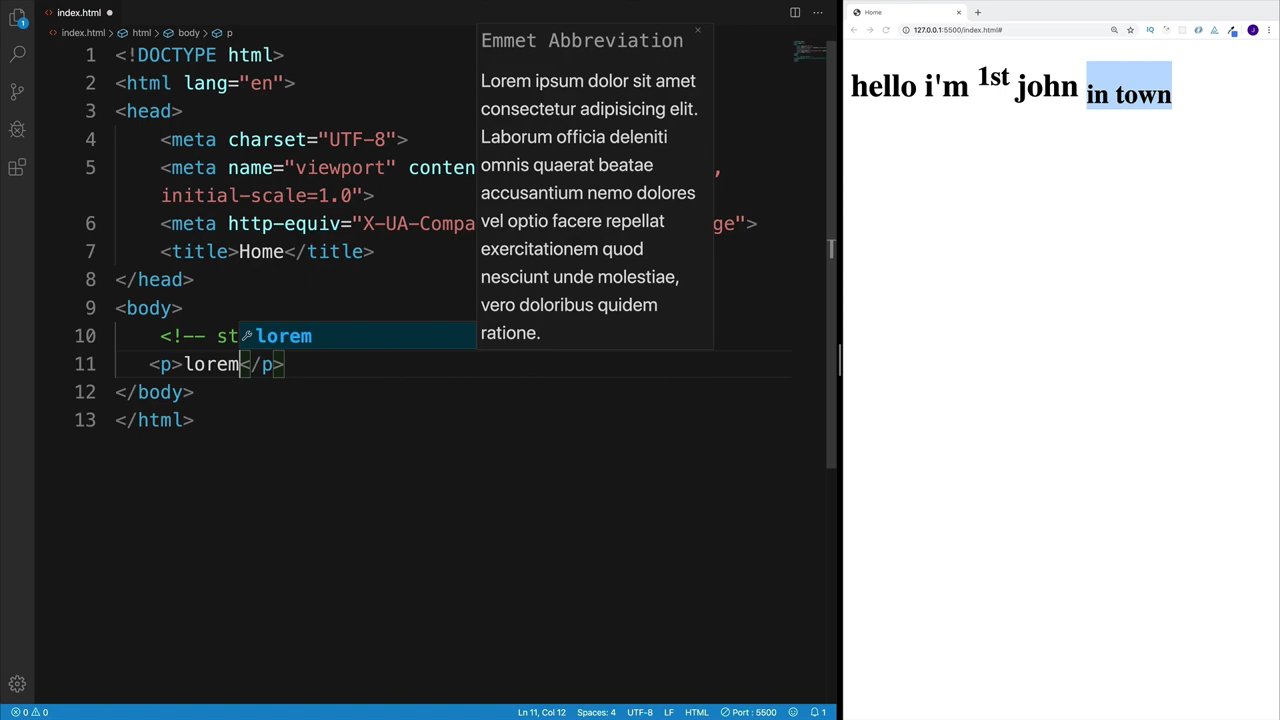 index.html
index.html > html > body > p
1 <!DOCTYPE html>
2 <html lang="en">
3 <head>
4 <meta charset="UTF-8">
5 <meta name="viewport" conten ,
initial-scale=1.0">
6 <meta http-equiv="X-UA-Compa ge">
7 <title>Home</title>
8 </head>
9 <body>
10 <!-- st
lorem
11 <p>lorem</p>
12 </body>
13 </html>
Emmet Abbreviation
Lorem ipsum dolor sit amet
consectetur adipisicing elit.
Laborum officia deleniti
omnis quaerat beatae
accusantium nemo dolores
vel optio facere repellat
exercitationem quod
nesciunt unde molestiae,
vero doloribus quidem
ratione.
0 0 Ln 11, Col 12 Spaces: 4 UTF-8 LF HTML Port : 5500 1
1
Home
127.0.0.1:5500/index.html#
IQ
J
hello i'm 1st john in town